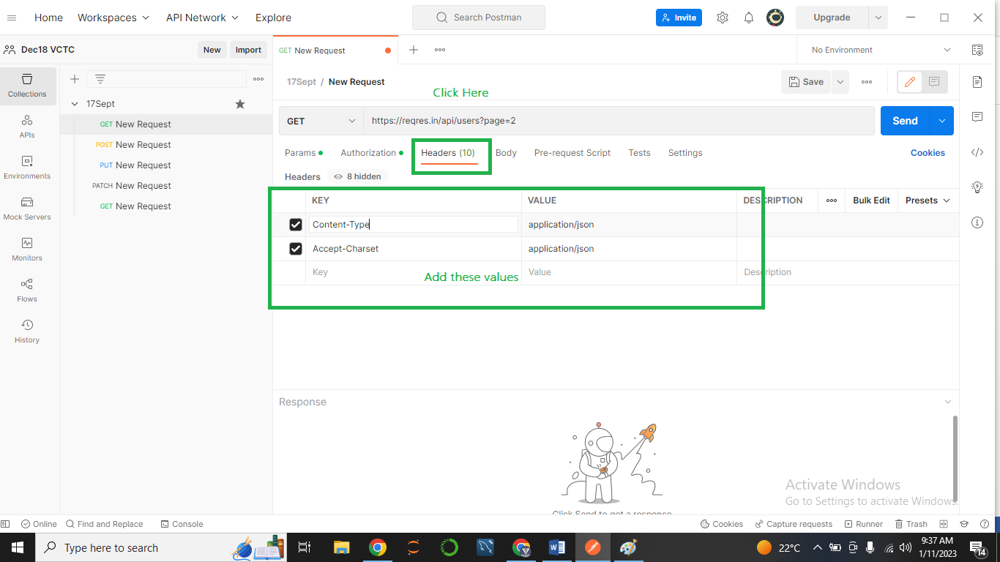 Home Workspaces API Network Explore Search Postman Invite Upgrade
Dec18 VCTC New Import GET New Request No Environment
Collections
APIs
Environments
Mock Servers
Monitors
Flows
History
17Sept
GET New Request
POST New Request
PUT New Request
PATCH New Request
GET New Request
17Sept / New Request Save
Click Here
GET https://reqres.in/api/users?page=2 Send
Params Authorization Headers (10) Body Pre-request Script Tests Settings Cookies
Headers 8 hidden
KEY VALUE DESCRIPTION Bulk Edit Presets
Content-Type application/json
Accept-Charset application/json
Key Value Description
Add these values
Response
Click Send to get a response
Activate Windows
Go to Settings to activate Windows.
Online Find and Replace Console Cookies Capture requests Runner Trash
Type here to search 22°C 9:37 AM
1/11/2023 14